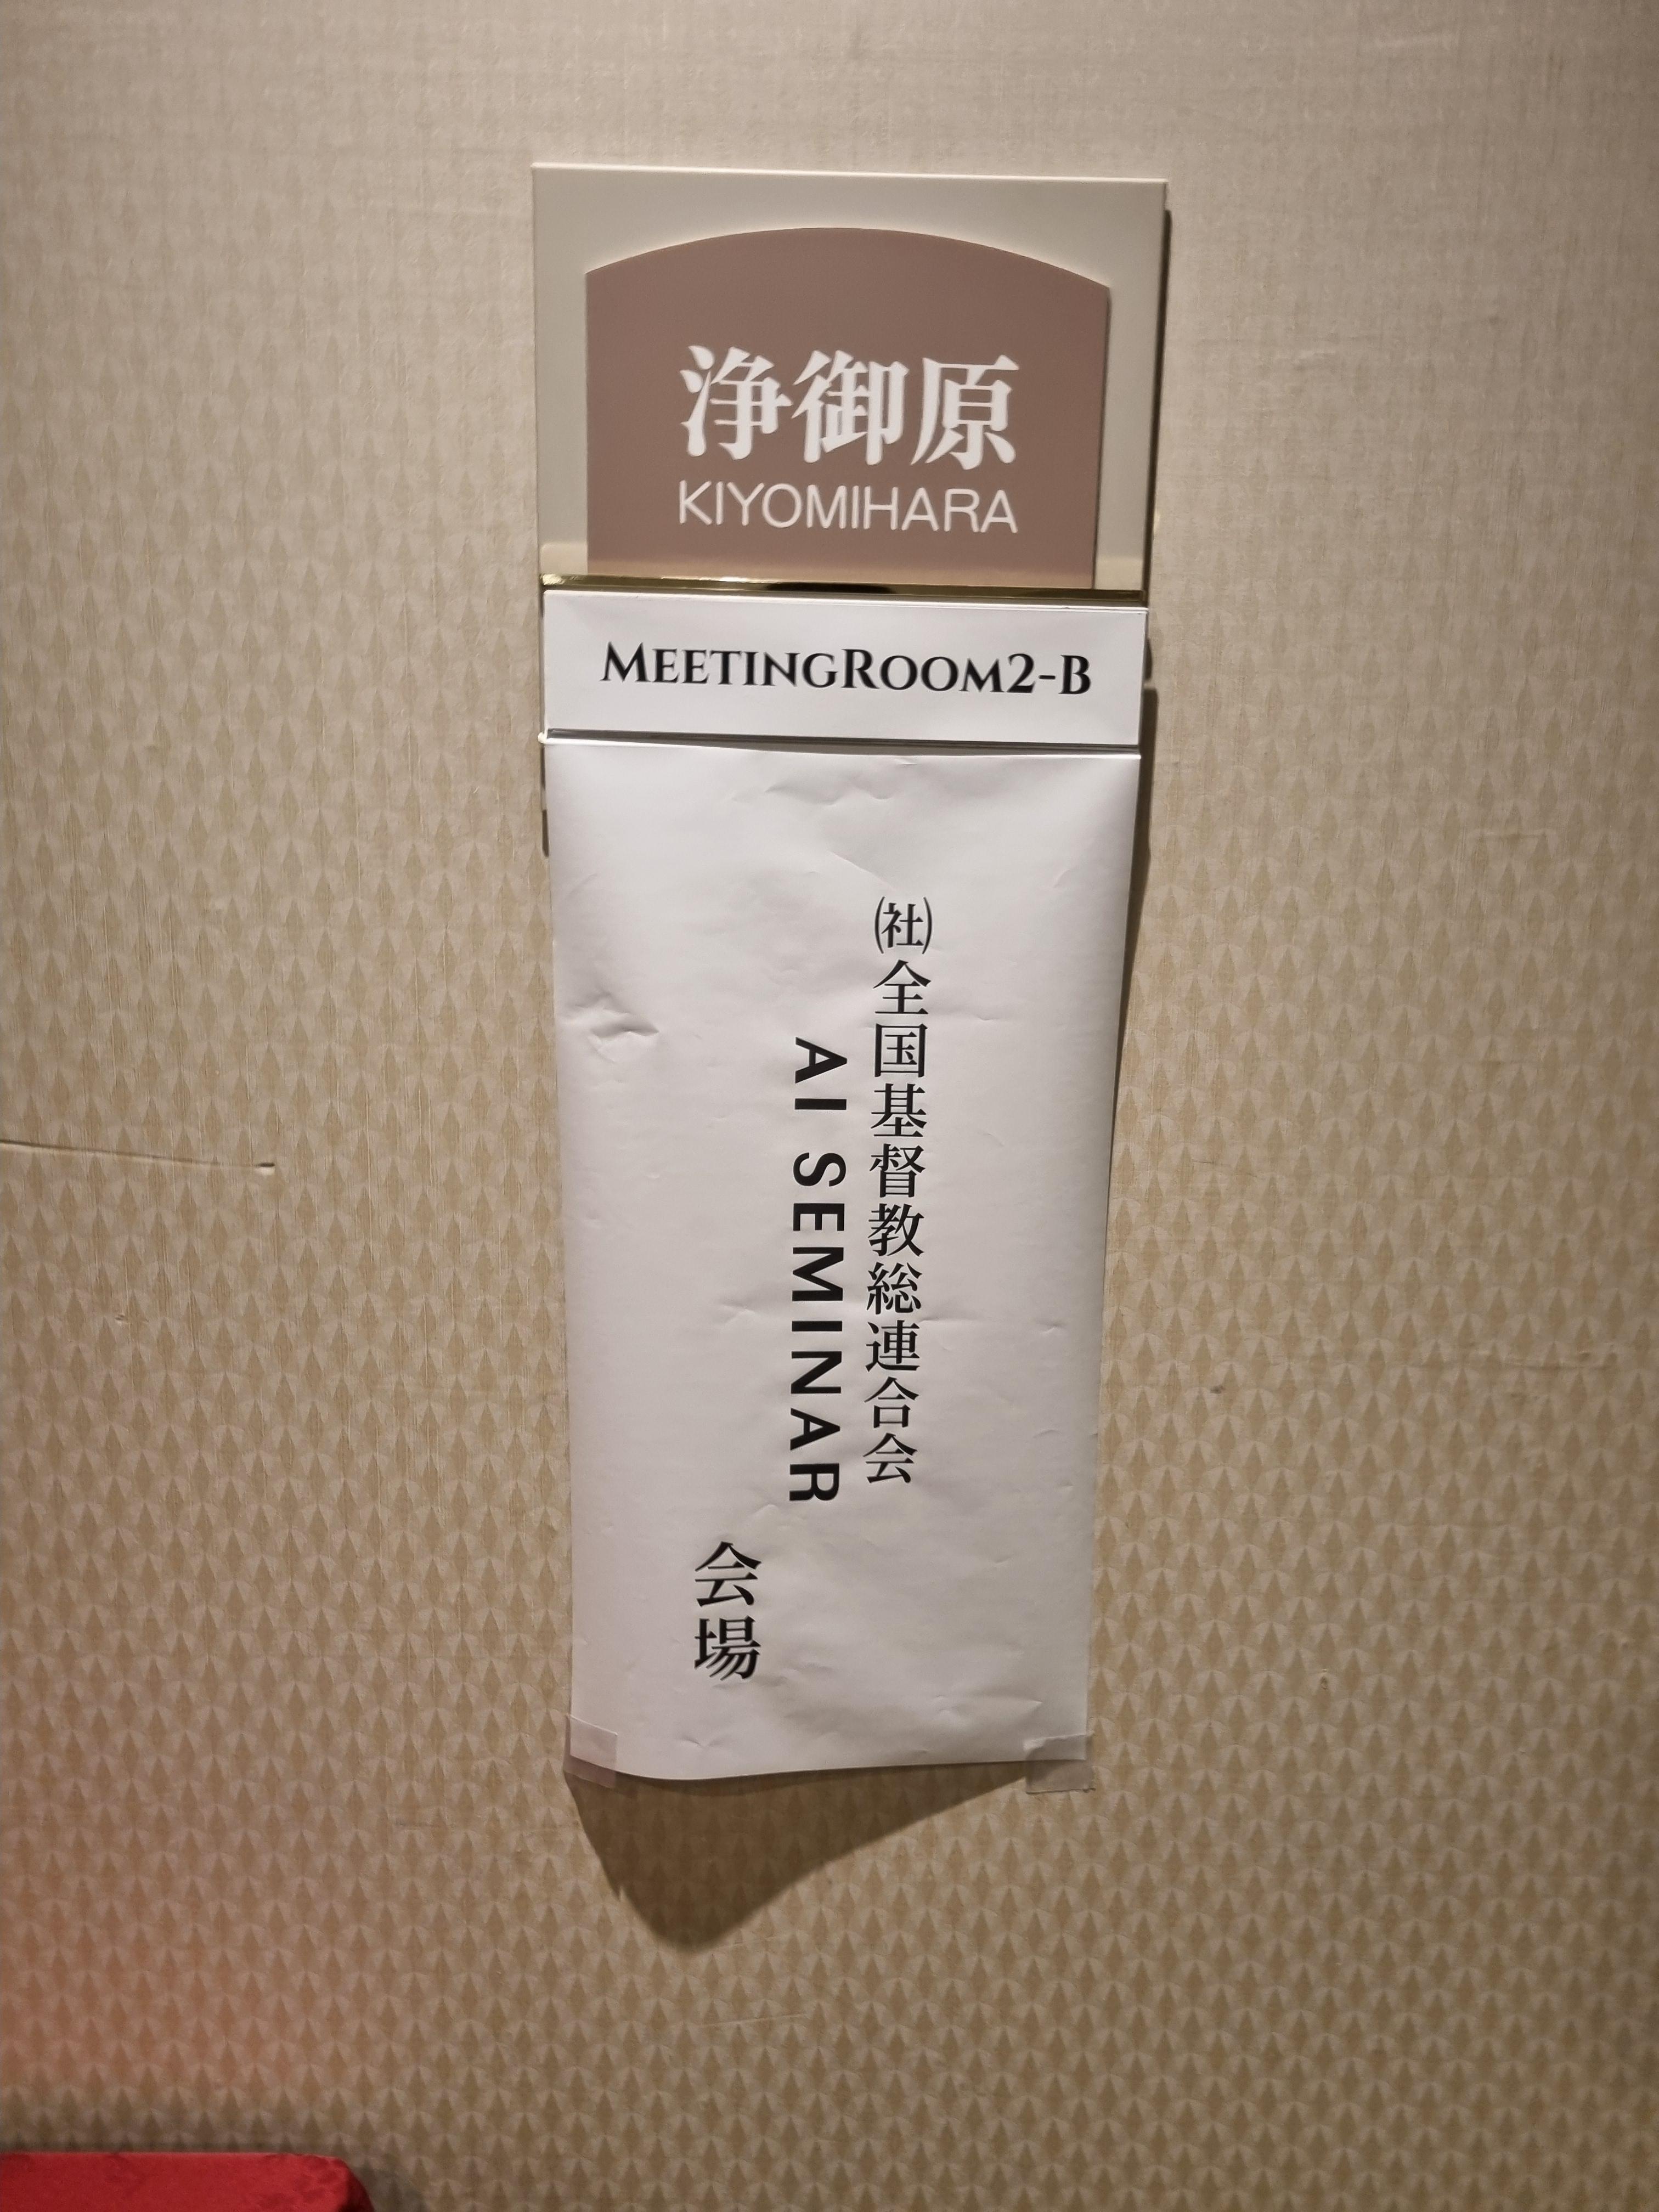 浄御原
KIYOMIHARA
MEETINGROOM2-B
㈳全国基督教総連合会
AI SEMINAR
会場